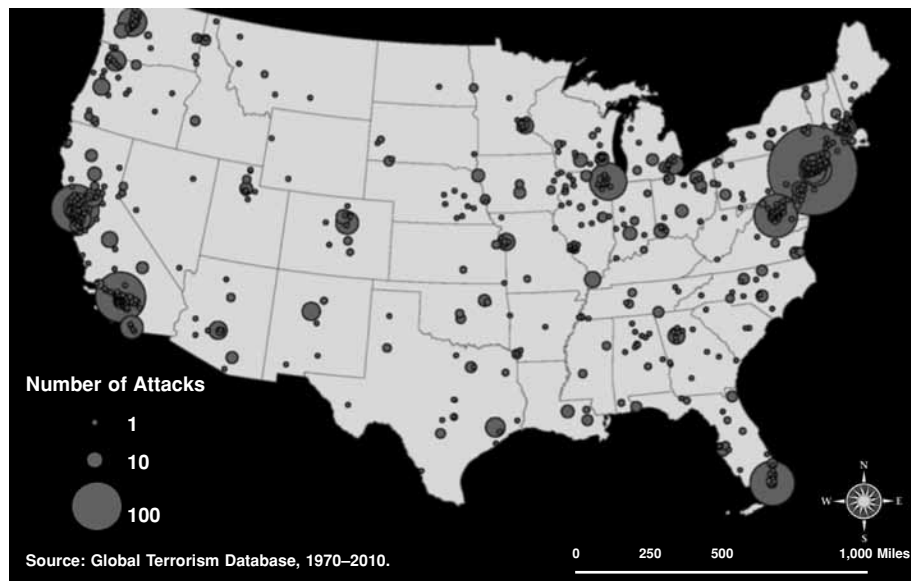 Number of Attacks
1
10
100
Source: Global Terrorism Database, 1970–2010.
N
W E
S
0 250 500 1,000 Miles